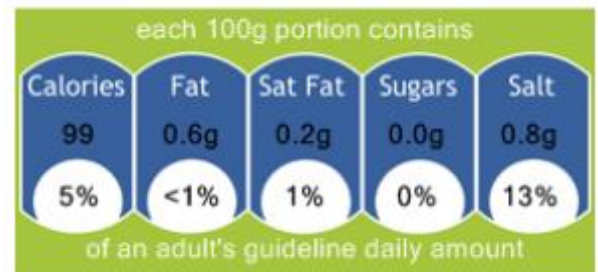 each 100g portion contains
Calories Fat Sat Fat Sugars Salt
99 0.6g 0.2g 0.0g 0.8g
5% <1% 1% 0% 13%
of an adult's guideline daily amount